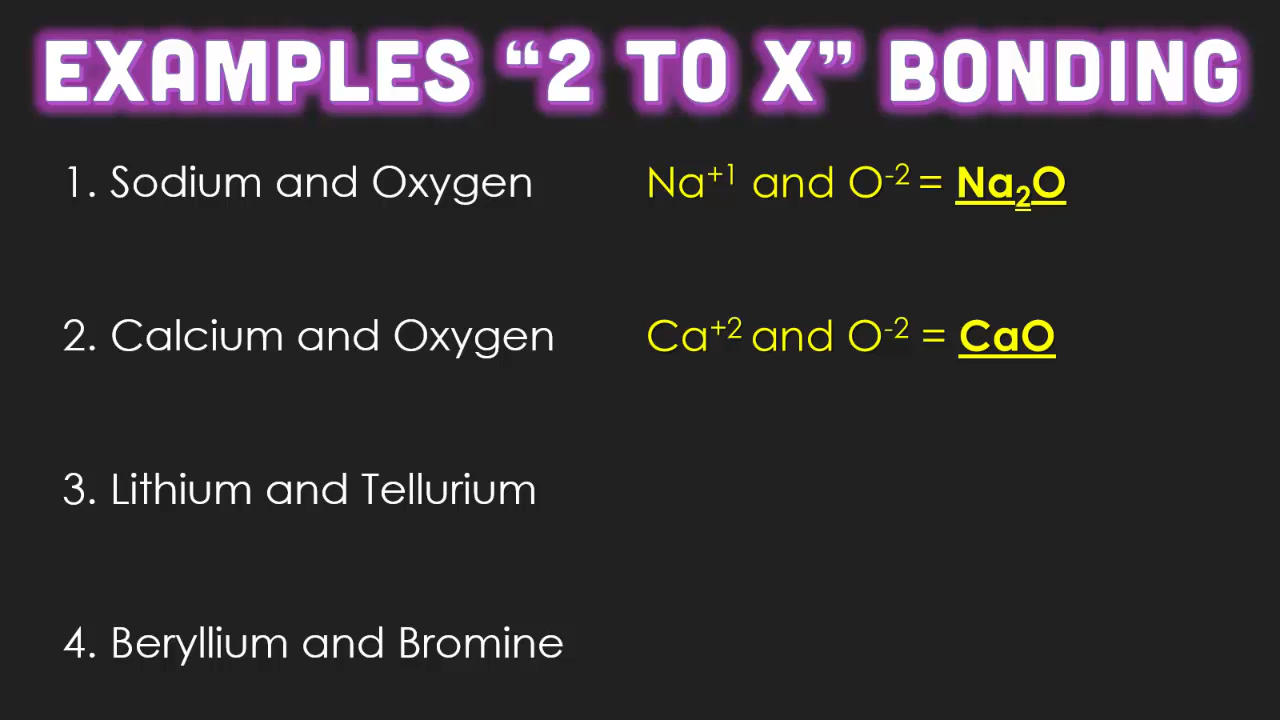 EXAMPLES “2 TO X” BONDING
1. Sodium and Oxygen Na⁺¹ and O⁻² = Na₂O
2. Calcium and Oxygen Ca⁺² and O⁻² = CaO
3. Lithium and Tellurium
4. Beryllium and Bromine